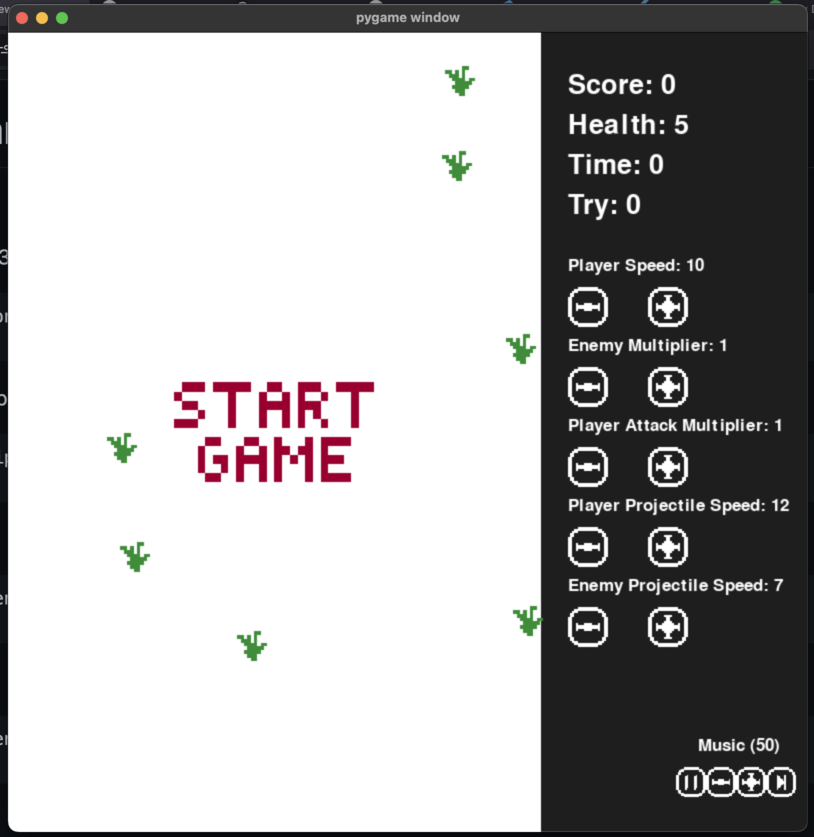 pygame window
START
GAME
Score: 0
Health: 5
Time: 0
Try: 0
Player Speed: 10
Enemy Multiplier: 1
Player Attack Multiplier: 1
Player Projectile Speed: 12
Enemy Projectile Speed: 7
Music (50)